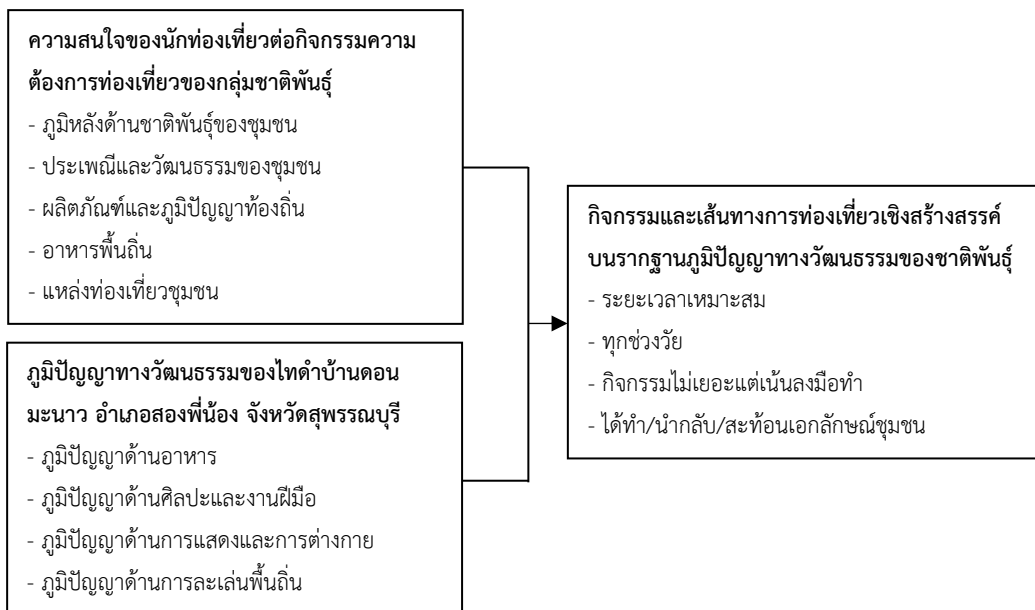 ความสนใจของนักท่องเที่ยวต่อกิจกรรมความ
ต้องการท่องเที่ยวของกลุ่มชาติพันธุ์
- ภูมิหลังด้านชาติพันธุ์ของชุมชน
- ประเพณีและวัฒนธรรมของชุมชน
- ผลิตภัณฑ์และภูมิปัญญาท้องถิ่น
- อาหารพื้นถิ่น
- แหล่งท่องเที่ยวชุมชน
ภูมิปัญญาทางวัฒนธรรมของไทดำบ้านดอน
มะนาว อำเภอสองพี่น้อง จังหวัดสุพรรณบุรี
- ภูมิปัญญาด้านอาหาร
- ภูมิปัญญาด้านศิลปะและงานฝีมือ
- ภูมิปัญญาด้านการแสดงและการต่างกาย
- ภูมิปัญญาด้านการละเล่นพื้นถิ่น
กิจกรรมและเส้นทางการท่องเที่ยวเชิงสร้างสรรค์
บนรากฐานภูมิปัญญาทางวัฒนธรรมของชาติพันธุ์
- ระยะเวลาเหมาะสม
- ทุกช่วงวัย
- กิจกรรมไม่เยอะแต่เน้นลงมือทำ
- ได้ทำ/นำกลับ/สะท้อนเอกลักษณ์ชุมชน